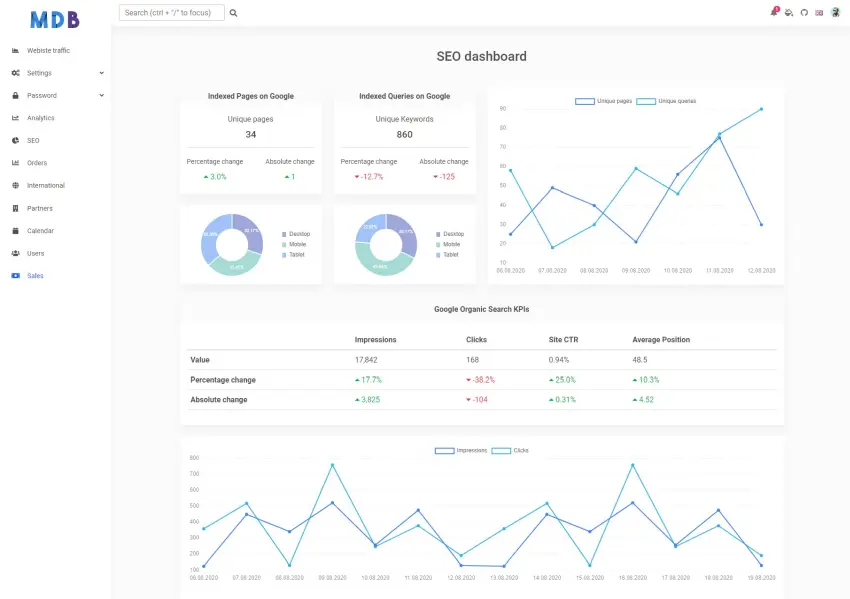 MDB
Search (ctrl + "/" to focus)
1
Webiste traffic
Settings
Password
Analytics
SEO
Orders
International
Partners
Calendar
Users
Sales
SEO dashboard
Indexed Pages on Google
Unique pages
34
Percentage change Absolute change
3.0% 1
Indexed Queries on Google
Unique Keywords
860
Percentage change Absolute change
-12.7% -125
Desktop
Mobile
Tablet
Desktop
Mobile
Tablet
Unique pages Unique queries
90
80
70
60
50
40
30
20
10
06.08.2020 07.08.2020 08.08.2020 09.08.2020 10.08.2020 11.08.2020 12.08.2020
Google Organic Search KPIs
Impressions Clicks Site CTR Average Position
Value 17,842 168 0.94% 48.5
Percentage change 17.7% -38.2% 25.0% 10.3%
Absolute change 3,825 -104 0.31% 4.52
Impressions Clicks
800
700
600
500
400
300
200
100
06.08.2020 07.08.2020 08.08.2020 09.08.2020 10.08.2020 11.08.2020 12.08.2020 13.08.2020 14.08.2020 15.08.2020 16.08.2020 17.08.2020 18.08.2020 19.08.2020